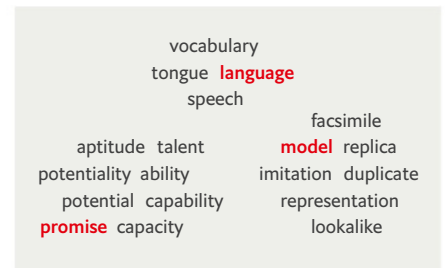 vocabulary
tongue language
speech
aptitude talent
potentiality ability
potential capability
promise capacity
facsimile
model replica
imitation duplicate
representation
lookalike